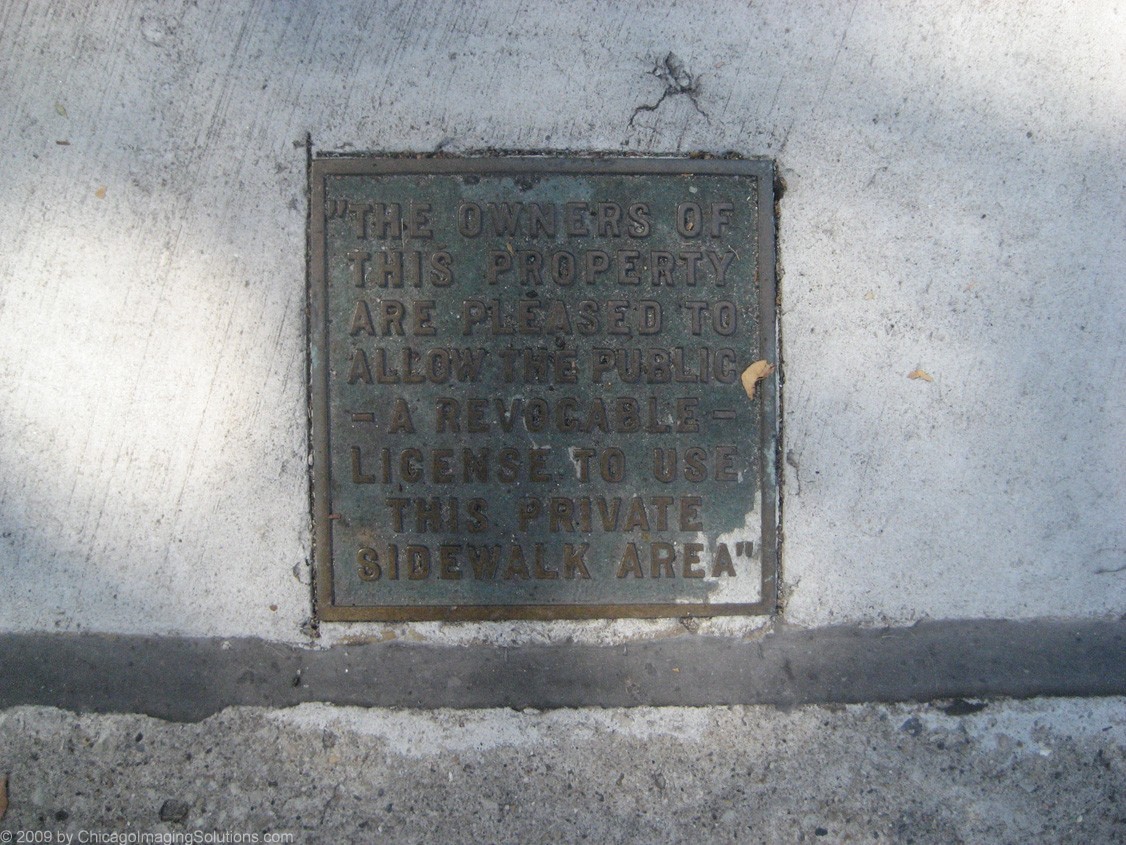 "THE OWNERS OF
THIS PROPERTY
ARE PLEASED TO
ALLOW THE PUBLIC
- A REVOCABLE -
LICENSE TO USE
THIS PRIVATE
SIDEWALK AREA"
© 2009 by ChicagoImagingSolutions.com